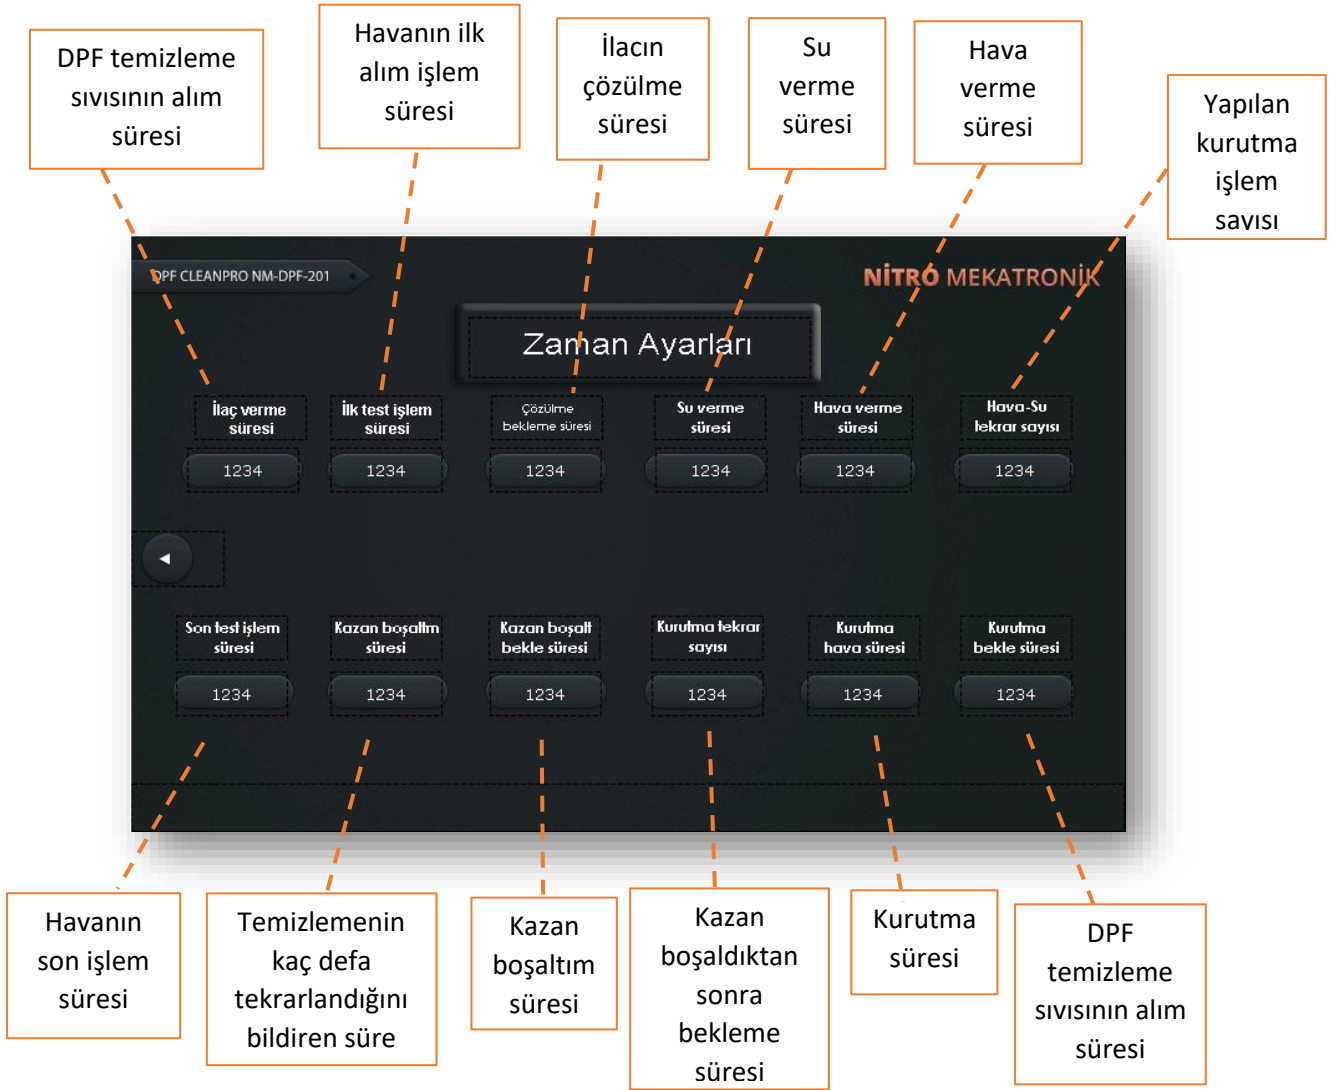 DPF temizleme
sıvısının alım
süresi
Havanın ilk
alım işlem
süresi
İlacın
çözülme
süresi
Su
verme
süresi
Hava
verme
süresi
Yapılan
kurutma
işlem
sayısı
DPF CLEANPRO NM-DPF-201
NİTRO MEKATRONİK
Zaman Ayarları
İlaç verme
süresi
İlk test işlem
süresi
Çözülme
bekleme süresi
Su verme
süresi
Hava verme
süresi
Hava-Su
tekrar sayısı
1234
1234
1234
1234
1234
1234
Son test işlem
süresi
Kazan boşaltım
süresi
Kazan boşalt
bekle süresi
Kurutma tekrar
sayısı
Kurutma
hava süresi
Kurutma
bekle süresi
1234
1234
1234
1234
1234
1234
Havanın
son işlem
süresi
Temizlemenin
kaç defa
tekrarlandığını
bildiren süre
Kazan
boşaltım
süresi
Kazan
boşaldıktan
sonra
bekleme
süresi
Kurutma
süresi
DPF
temizleme
sıvısının alım
süresi